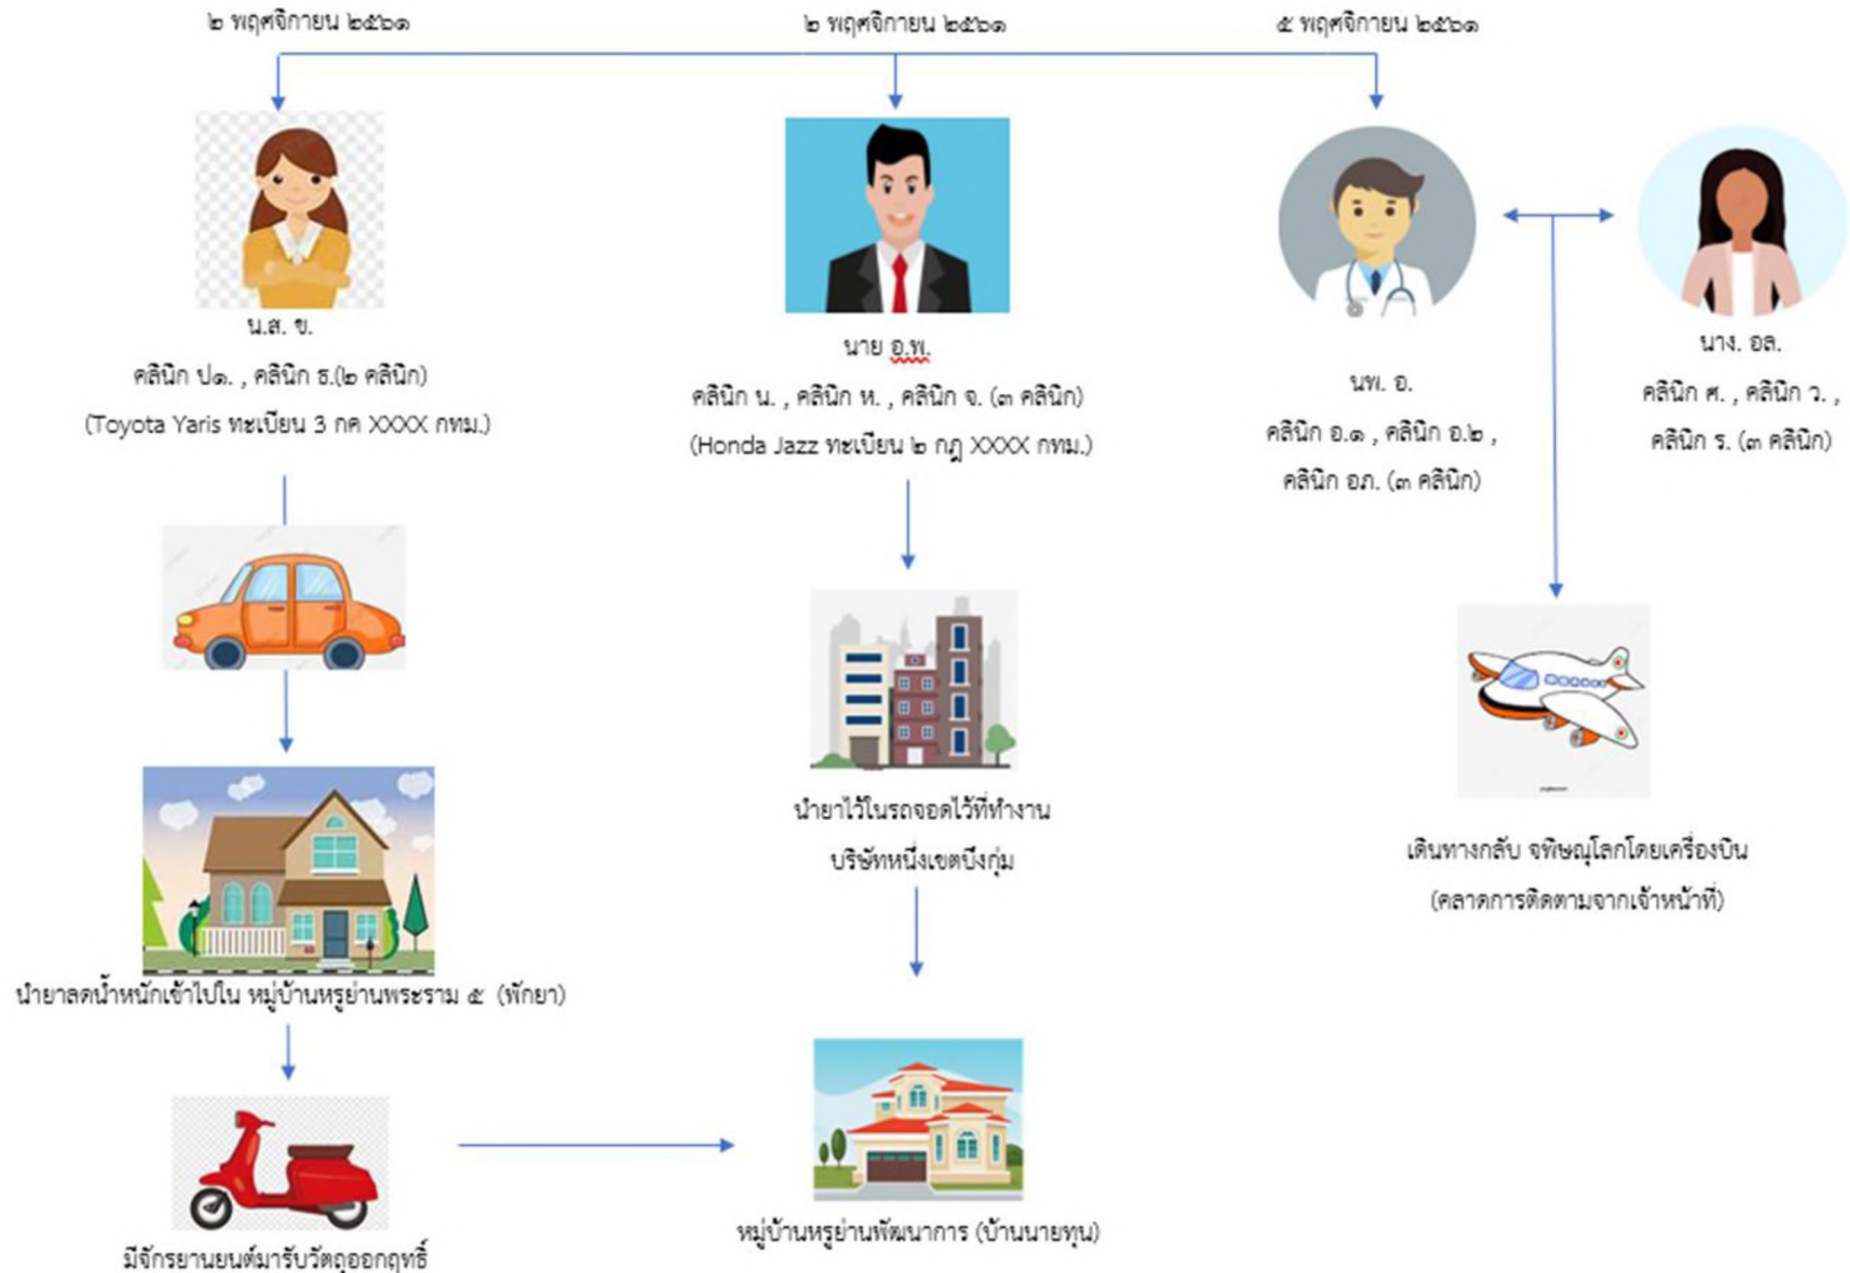 ๒ พฤศจิกายน ๒๕๖๑
๒ พฤศจิกายน ๒๕๖๑
๕ พฤศจิกายน ๒๕๖๑
น.ส. ข.
คลินิก ป๑. , คลินิก ธ.(๒ คลินิก)
(Toyota Yaris ทะเบียน 3 กค XXXX กทม.)
นาย อ.พ.
คลินิก น. , คลินิก ห. , คลินิก จ. (๓ คลินิก)
(Honda Jazz ทะเบียน ๒ กฎ XXXX กทม.)
นพ. อ.
คลินิก อ.๑ , คลินิก อ.๒ ,
คลินิก อภ. (๓ คลินิก)
นาง. อล.
คลินิก ศ. , คลินิก ว. ,
คลินิก ร. (๓ คลินิก)
นำยาลดน้ำหนักเข้าไปใน หมู่บ้านหรูย่านพระราม ๕ (พักยา)
มีจักรยานยนต์มารับวัตถุออกฤทธิ์
นำยาไว้ในรถจอดไว้ที่ทำงาน
บริษัทหนึ่งเขตบึงกุ่ม
หมู่บ้านหรูย่านพัฒนาการ (บ้านนายทุน)
เดินทางกลับ จพิษณุโลกโดยเครื่องบิน
(คลาดการติดตามจากเจ้าหน้าที่)